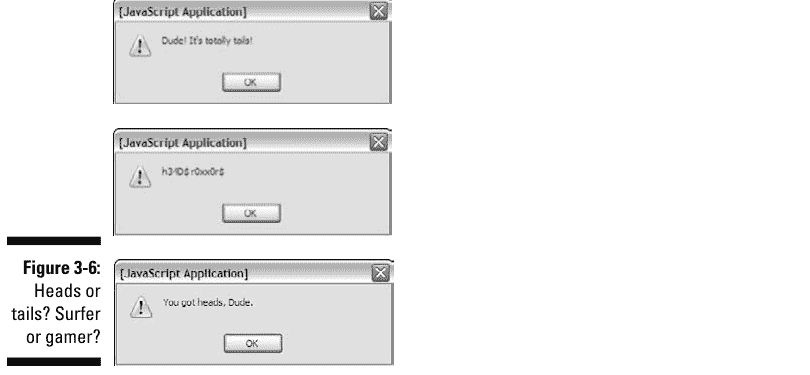 [JavaScript Application]
Dude! It's totally tails!
OK
[JavaScript Application]
h34D$ r0xx0r$
OK
Figure 3-6:
Heads or
tails? Surfer
or gamer?
[JavaScript Application]
You got heads, Dude.
OK